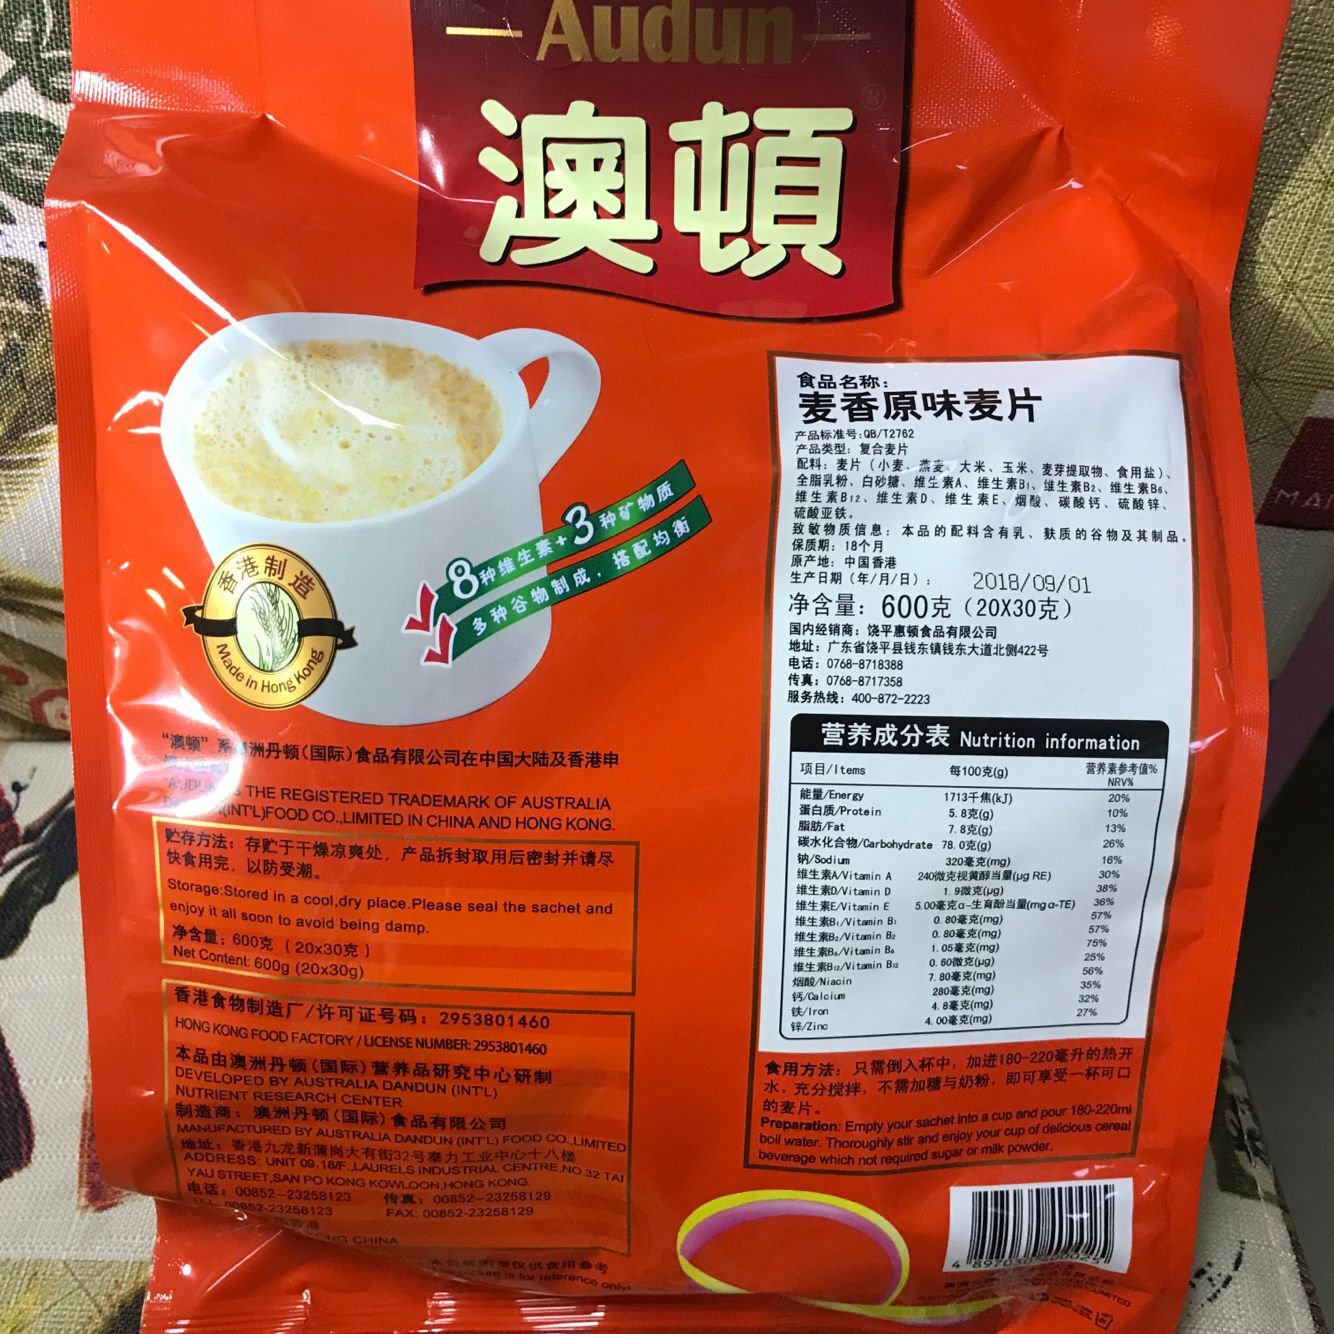 Audun
澳頓
®
食品名称：
麦香原味麦片
产品标准号:QB/T2762
产品类型：复合麦片
配料：麦片（小麦、燕麦、大米、玉米、麦芽提取物、食用盐）、
全脂乳粉、白砂糖、维生素A、维生素B₁、维生素B₂、维生素B₆、
维生素B₁₂、维生素D、维生素E、烟酸、碳酸钙、硫酸锌、
硫酸亚铁。
致敏物质信息：本品的配料含有乳、麸质的谷物及其制品。
保质期：18个月
原产地：中国香港
生产日期（年/月/日）： 2018/09/01
净含量：600克（20X30克）
国内经销商：饶平惠顿食品有限公司
地址：广东省饶平县钱东镇钱东大道北侧422号
电话：0768-8718388
传真：0768-8717358
服务热线：400-872-2223
营养成分表 Nutrition information
项目/Items 每100克(g) 营养素参考值% NRV%
能量/Energy 1713千焦(kJ) 20%
蛋白质/Protein 5.8克(g) 10%
脂肪/Fat 7.8克(g) 13%
碳水化合物/Carbohydrate 78.0克(g) 26%
钠/Sodium 320毫克(mg) 16%
维生素A/Vitamin A 240微克视黄醇当量(μg RE) 30%
维生素D/Vitamin D 1.9微克(μg) 38%
维生素E/Vitamin E 5.00毫克α-生育酚当量(mgα-TE) 36%
维生素B₁/Vitamin B₁ 0.80毫克(mg) 57%
维生素B₂/Vitamin B₂ 0.80毫克(mg) 57%
维生素B₆/Vitamin B₆ 1.05毫克(mg) 75%
维生素B₁₂/Vitamin B₁₂ 0.60微克(μg) 25%
烟酸/Niacin 7.80毫克(mg) 56%
钙/Calcium 280毫克(mg) 35%
铁/Iron 4.8毫克(mg) 32%
锌/Zinc 4.00毫克(mg) 27%
食用方法：只需倒入杯中，加进180-220毫升的热开
水，充分搅拌，不需加糖与奶粉，即可享受一杯可口
的麦片。
Preparation: Empty your sachet into a cup and pour 180-220ml
boil water. Thoroughly stir and enjoy your cup of delicious cereal
beverage which not required sugar or milk powder.
8种维生素+3种矿物质
多种谷物制成，搭配均衡
香港制造
Made in Hong Kong
“澳顿”系 洲丹顿(国际)食品有限公司在中国大陆及香港申
THE REGISTERED TRADEMARK OF AUSTRALIA
(INT'L)FOOD CO.,LIMITED IN CHINA AND HONG KONG.
贮存方法：存贮于干燥凉爽处，产品拆封取用后密封并请尽
快食用完，以防受潮。
Storage:Stored in a cool,dry place.Please seal the sachet and
enjoy it all soon to avoid being damp.
净含量：600克（20x30克）
Net Content: 600g (20x30g)
香港食物制造厂/许可证号码：2953801460
HONG KONG FOOD FACTORY / LICENSE NUMBER: 2953801460
本品由澳洲丹顿(国际)营养品研究中心研制
DEVELOPED BY AUSTRALIA DANDUN (INT'L)
NUTRIENT RESEARCH CENTER
制造商：澳洲丹顿(国际)食品有限公司
MANUFACTURED BY AUSTRALIA DANDUN (INT'L) FOOD CO.,LIMITED
地址：香港九龙新蒲岗大有街32号泰力工业中心十八楼
ADDRESS: UNIT 09,18/F.,LAURELS INDUSTRIAL CENTRE,NO.32 TAI
YAU STREET,SAN PO KONG KOWLOON,HONG KONG.
电话：00852-23258123 传真：00852-23258129
TEL: 00852-23258123 FAX: 00852-23258129
香港
KONG CHINA
仅供食用参考
picture is for reference only!